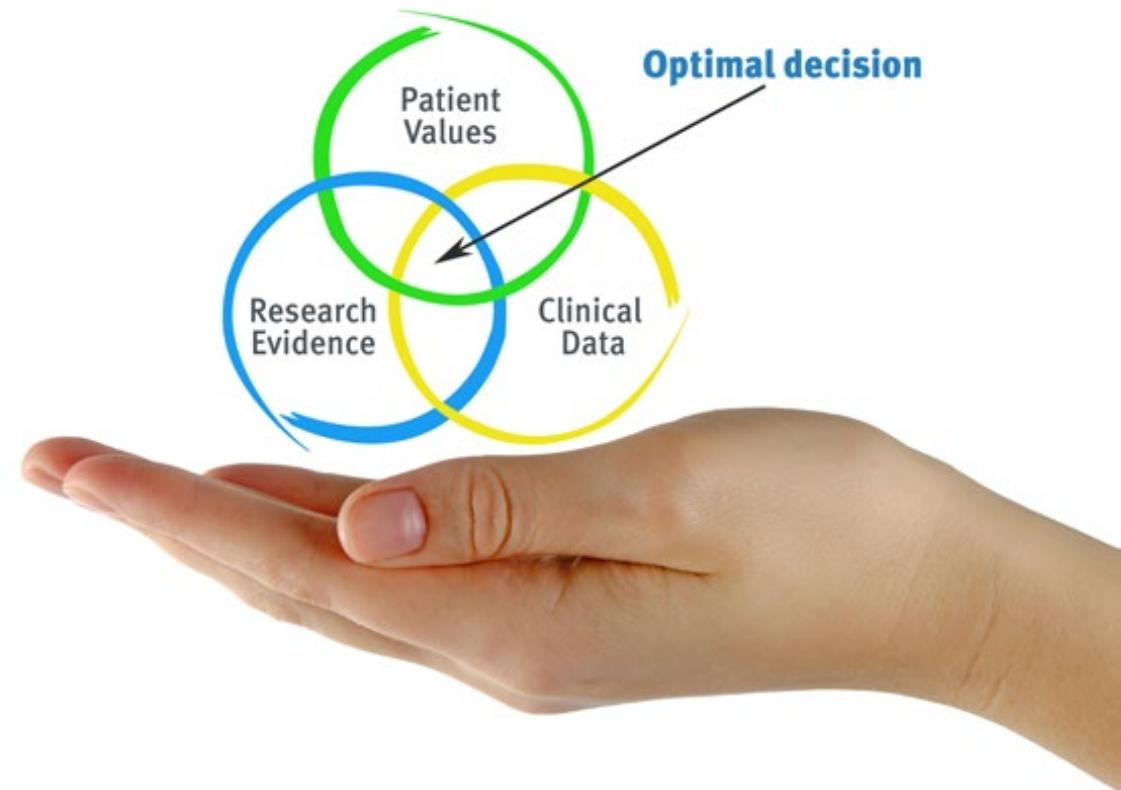 Optimal decision
Patient
Values
Research
Evidence
Clinical
Data